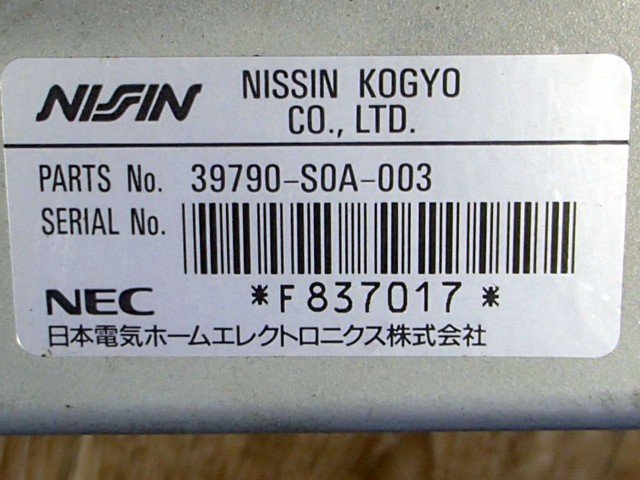 NISSIN NISSIN KOGYO
CO., LTD.
PARTS No. 39790-S0A-003
SERIAL No.
NEC *F837017*
日本電気ホームエレクトロニクス株式会社